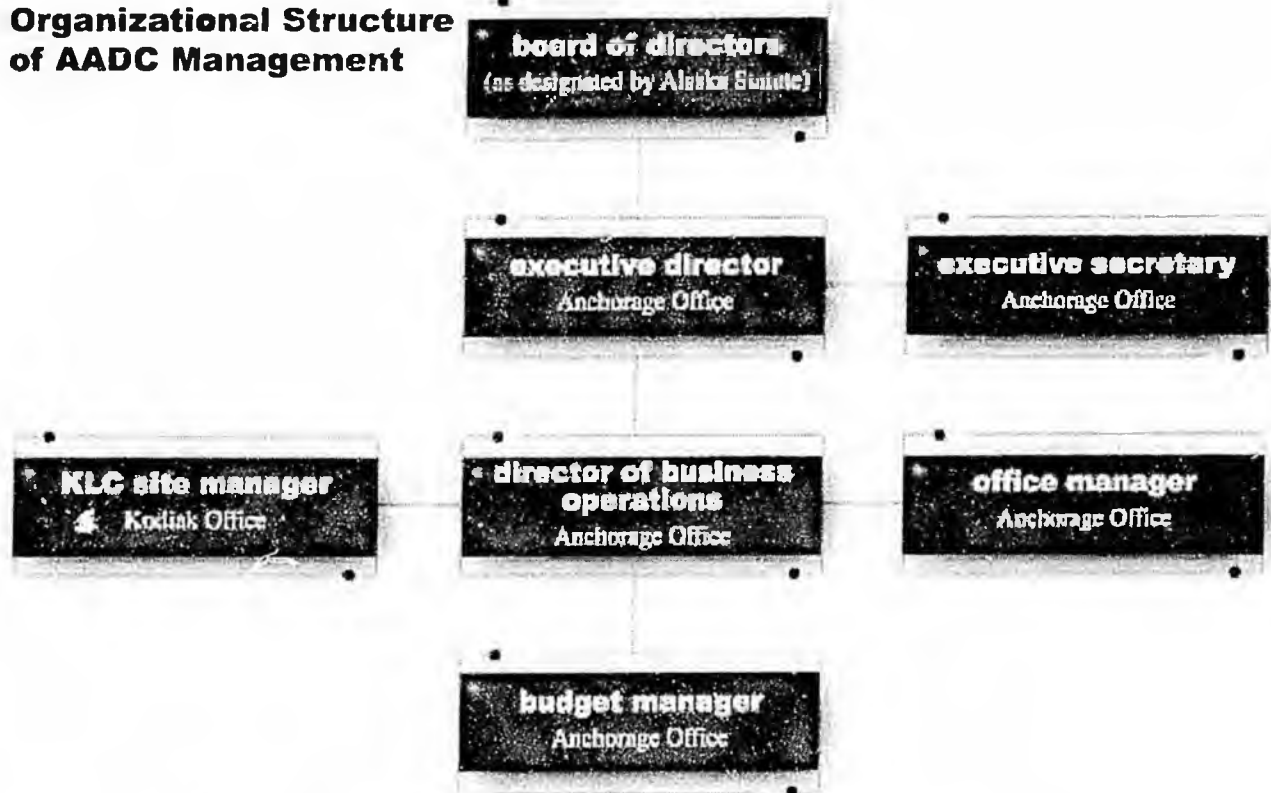 Organizational Structure
of AADC Management
board of directors
(as designated by Alaska Statute)
executive director
Anchorage Office
executive secretary
Anchorage Office
KLC site manager
Kodiak Office
director of business
operations
Anchorage Office
office manager
Anchorage Office
budget manager
Anchorage Office